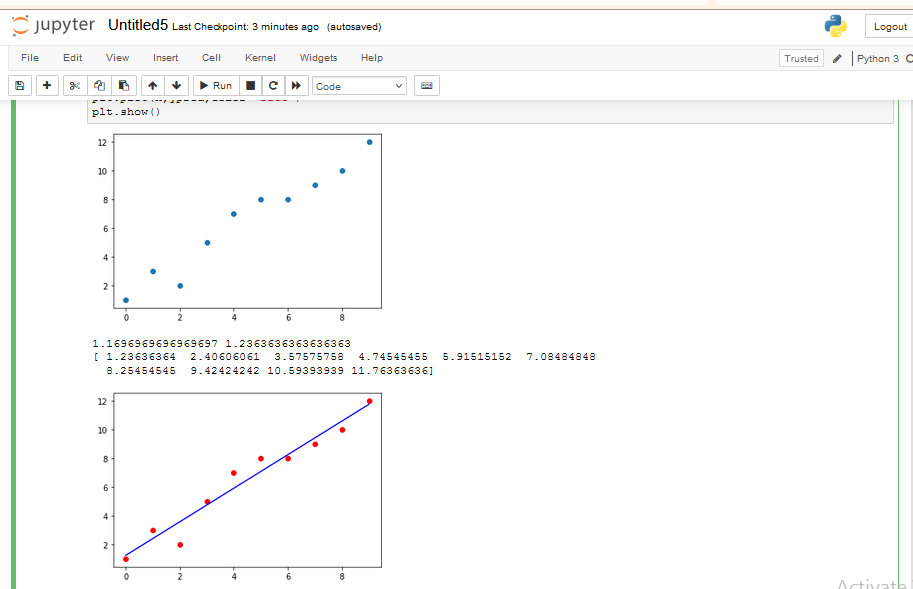 jupyter Untitled5 Last Checkpoint: 3 minutes ago (autosaved) Logout
File Edit View Insert Cell Kernel Widgets Help Trusted Python 3
Run Code
plt.show()
12
10
8
6
4
2
0 2 4 6 8
1.1696969696969697 1.2363636363636363
[ 1.23636364 2.40606061 3.57575758 4.74545455 5.91515152 7.08484848
8.25454545 9.42424242 10.59393939 11.76363636]
12
10
8
6
4
2
0 2 4 6 8
Activate